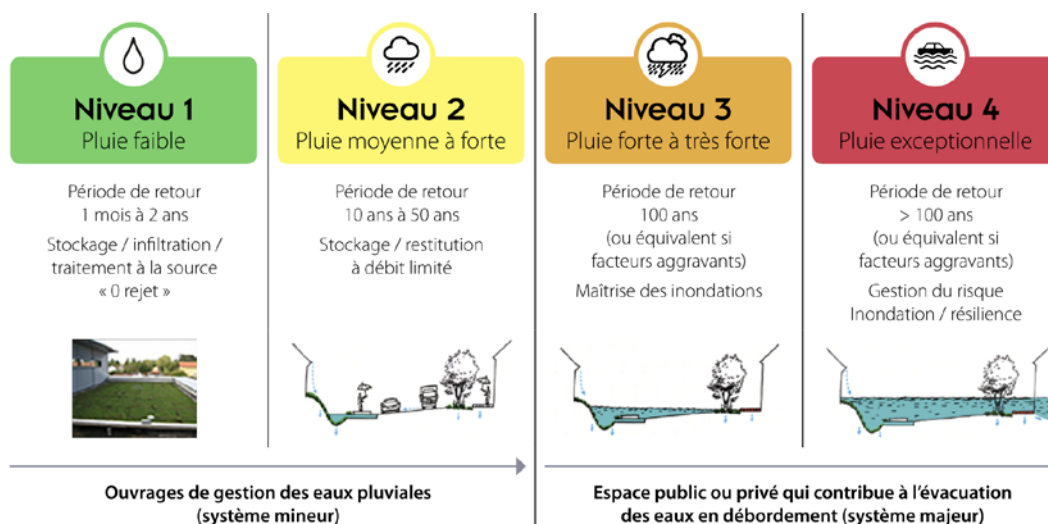 Niveau 1
Pluie faible
Période de retour
1 mois à 2 ans
Stockage / infiltration /
traitement à la source
« 0 rejet »
Niveau 2
Pluie moyenne à forte
Période de retour
10 ans à 50 ans
Stockage / restitution
à débit limité
Niveau 3
Pluie forte à très forte
Période de retour
100 ans
(ou équivalent si
facteurs aggravants)
Maîtrise des inondations
Niveau 4
Pluie exceptionnelle
Période de retour
> 100 ans
(ou équivalent si
facteurs aggravants)
Gestion du risque
Inondation / résilience
Ouvrages de gestion des eaux pluviales
(système mineur)
Espace public ou privé qui contribue à l'évacuation
des eaux en débordement (système majeur)